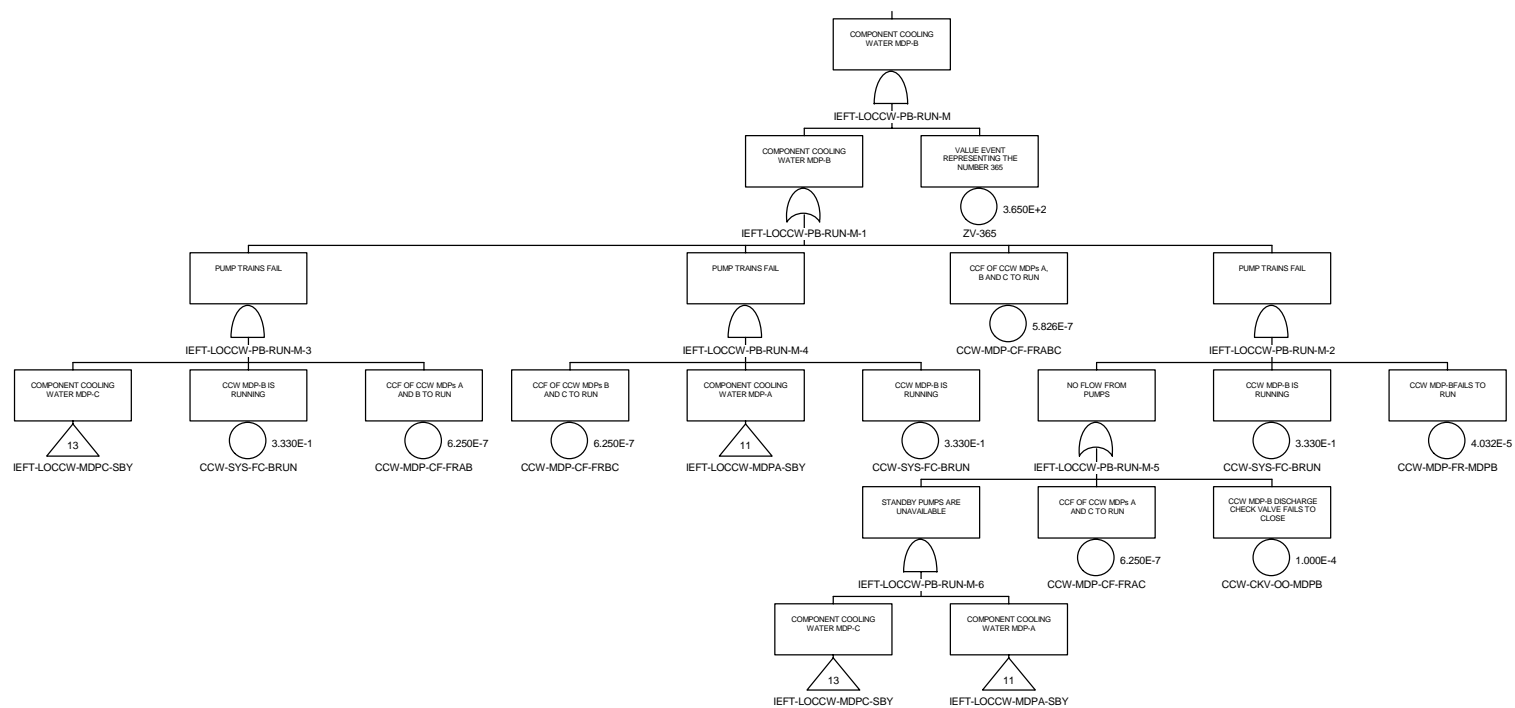 COMPONENT COOLING
WATER MDP-B
IEFT-LOCCW-PB-RUN-M
COMPONENT COOLING
WATER MDP-B
IEFT-LOCCW-PB-RUN-M-1
VALUE EVENT
REPRESENTING THE
NUMBER 365
3.650E+2
ZV-365
PUMP TRAINS FAIL
IEFT-LOCCW-PB-RUN-M-3
PUMP TRAINS FAIL
IEFT-LOCCW-PB-RUN-M-4
CCF OF CCW MDPs A,
B AND C TO RUN
5.826E-7
CCW-MDP-CF-FRABC
PUMP TRAINS FAIL
IEFT-LOCCW-PB-RUN-M-2
COMPONENT COOLING
WATER MDP-C
13
IEFT-LOCCW-MDPC-SBY
CCW MDP-B IS
RUNNING
3.330E-1
CCW-SYS-FC-BRUN
CCF OF CCW MDPs A
AND B TO RUN
6.250E-7
CCW-MDP-CF-FRAB
CCF OF CCW MDPs B
AND C TO RUN
6.250E-7
CCW-MDP-CF-FRBC
COMPONENT COOLING
WATER MDP-A
11
IEFT-LOCCW-MDPA-SBY
CCW MDP-B IS
RUNNING
3.330E-1
CCW-SYS-FC-BRUN
NO FLOW FROM
PUMPS
IEFT-LOCCW-PB-RUN-M-5
CCW MDP-B IS
RUNNING
3.330E-1
CCW-SYS-FC-BRUN
CCW MDP-BFAILS TO
RUN
4.032E-5
CCW-MDP-FR-MDPB
STANDBY PUMPS ARE
UNAVAILABLE
IEFT-LOCCW-PB-RUN-M-6
CCF OF CCW MDPs A
AND C TO RUN
6.250E-7
CCW-MDP-CF-FRAC
CCW MDP-B DISCHARGE
CHECK VALVE FAILS TO
CLOSE
1.000E-4
CCW-CKV-OO-MDPB
COMPONENT COOLING
WATER MDP-C
13
IEFT-LOCCW-MDPC-SBY
COMPONENT COOLING
WATER MDP-A
11
IEFT-LOCCW-MDPA-SBY